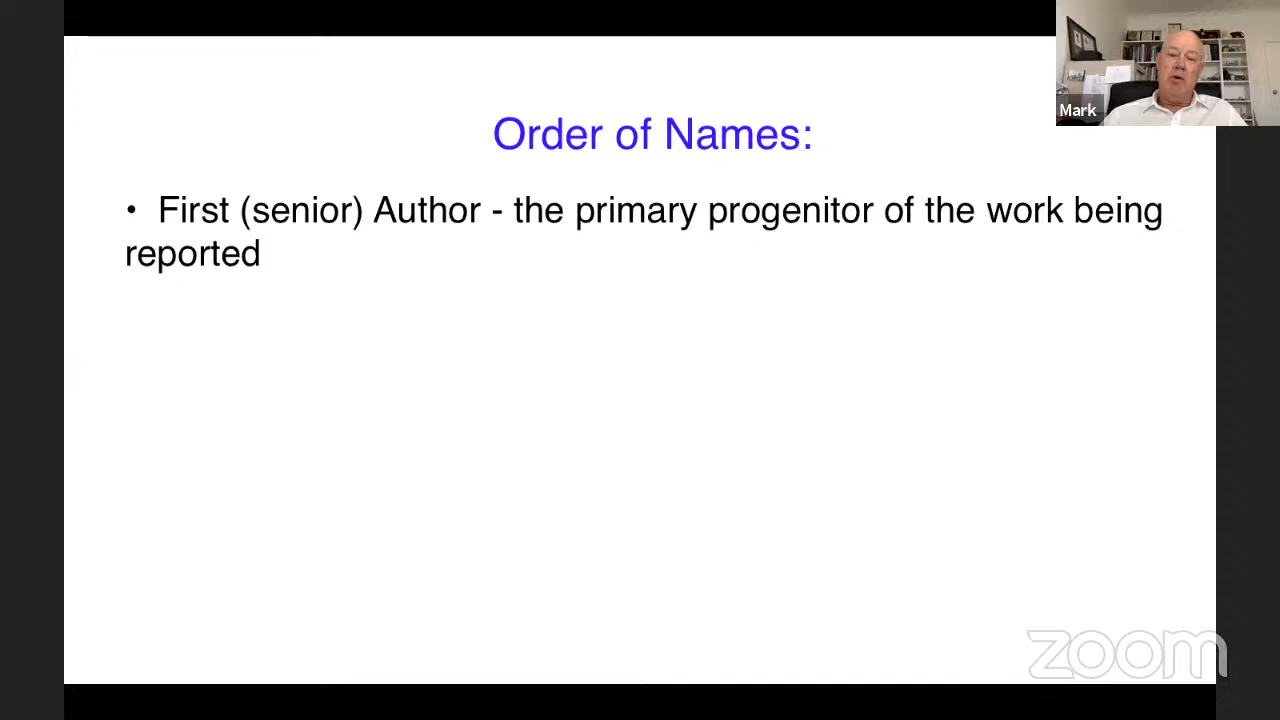 Mark
Order of Names:
• First (senior) Author - the primary progenitor of the work being
reported
zoom